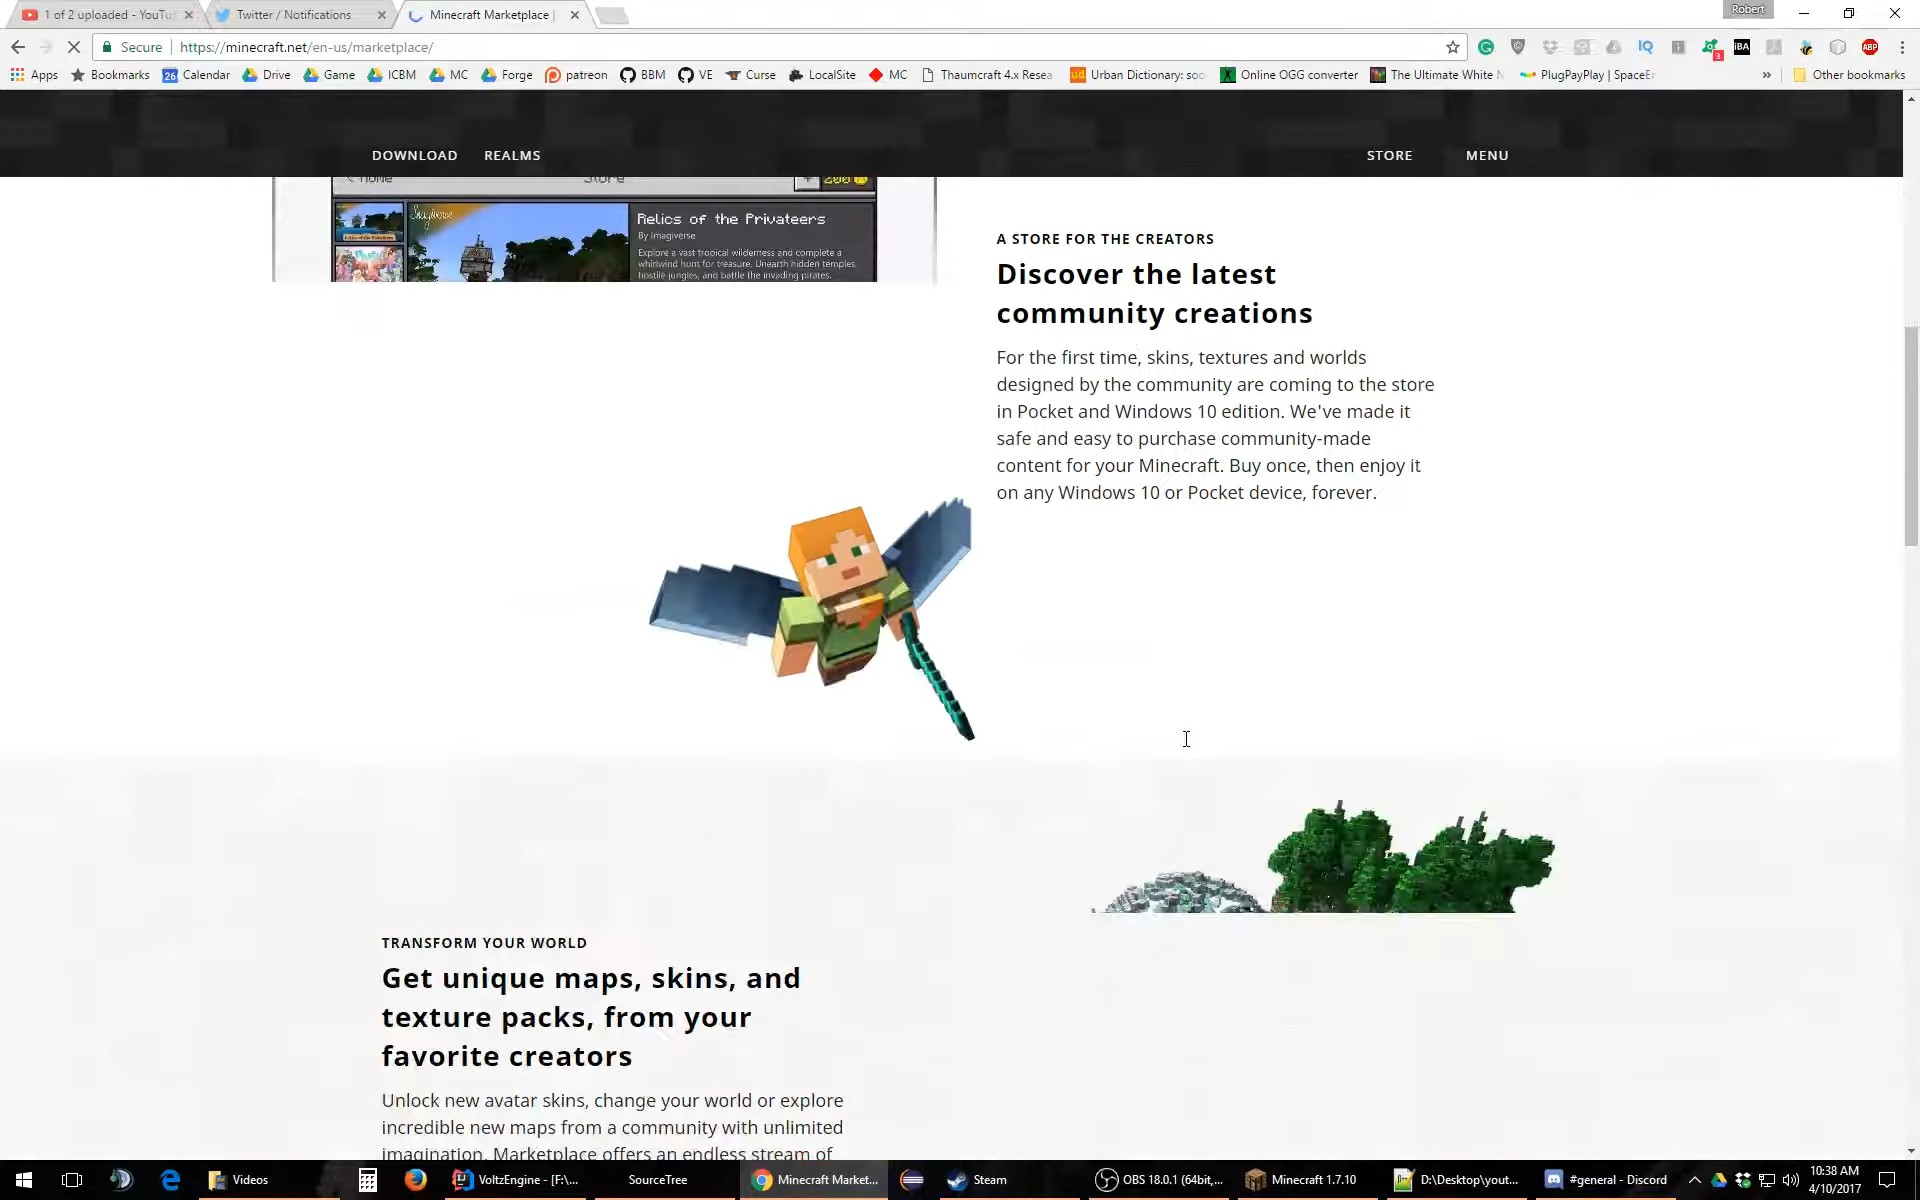 1 of 2 uploaded - YouTu
Twitter / Notifications
Minecraft Marketplace |
Robert
Secure
https://minecraft.net/en-us/marketplace/
Apps
Bookmarks
26
Calendar
Drive
Game
ICBM
MC
Forge
patreon
BBM
VE
Curse
LocalSite
MC
Thaumcraft 4.x Resea
Urban Dictionary: soc
Online OGG converter
The Ultimate White N
PlugPayPlay | SpaceEn
Other bookmarks
DOWNLOAD
REALMS
STORE
MENU
Home
Store
200
Imagiverse
Relics of the Privateers
By Imagiverse
Explore a vast tropical wilderness and complete a
whirlwind hunt for treasure. Unearth hidden temples
hostile jungles, and battle the invading pirates.
A STORE FOR THE CREATORS
Discover the latest
community creations
For the first time, skins, textures and worlds
designed by the community are coming to the store
in Pocket and Windows 10 edition. We've made it
safe and easy to purchase community-made
content for your Minecraft. Buy once, then enjoy it
on any Windows 10 or Pocket device, forever.
TRANSFORM YOUR WORLD
Get unique maps, skins, and
texture packs, from your
favorite creators
Unlock new avatar skins, change your world or explore
incredible new maps from a community with unlimited
imagination. Marketplace offers an endless stream of
Videos
VoltzEngine - [F:\...
SourceTree
Minecraft Market...
Steam
OBS 18.0.1 (64bit,...
Minecraft 1.7.10
D:\Desktop\yout...
#general - Discord
10:38 AM
4/10/2017